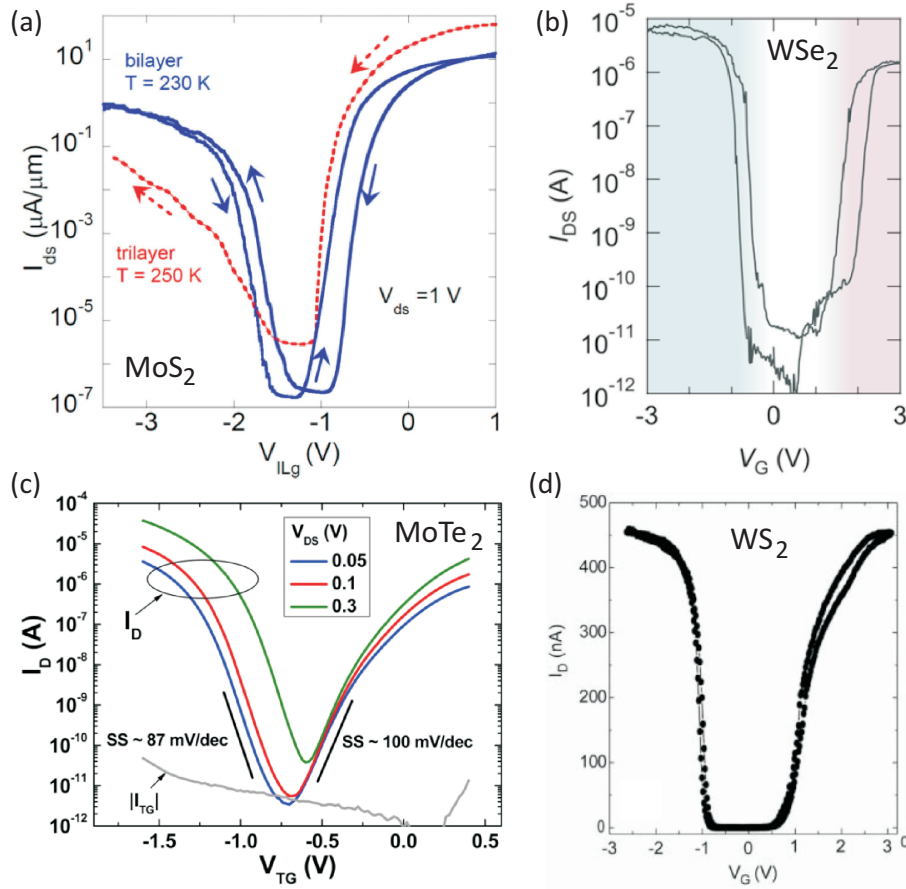 (a)
bilayer
T = 230 K
trilayer
T = 250 K
V_ds =1 V
MoS₂
I_ds (μA/μm)
10⁻¹
10⁻³
10⁻⁵
10⁻⁷
-3 -2 -1 0 1
V_ILg (V)
(b)
WSe₂
I_DS (A)
10⁻⁵
10⁻⁶
10⁻⁷
10⁻⁸
10⁻⁹
10⁻¹⁰
10⁻¹¹
10⁻¹²
-3 0 3
V_G (V)
(c)
MoTe₂
V_DS (V)
0.05
0.1
0.3
I_D
SS ~ 87 mV/dec
SS ~ 100 mV/dec
|I_TG|
I_D (A)
10⁻⁴
10⁻⁵
10⁻⁶
10⁻⁷
10⁻⁸
10⁻⁹
10⁻¹⁰
10⁻¹¹
10⁻¹²
-1.5 -1.0 -0.5 0.0 0.5
V_TG (V)
(d)
WS₂
I_D (nA)
500
400
300
200
100
0
-3 -2 -1 0 1 2 3
V_G (V)